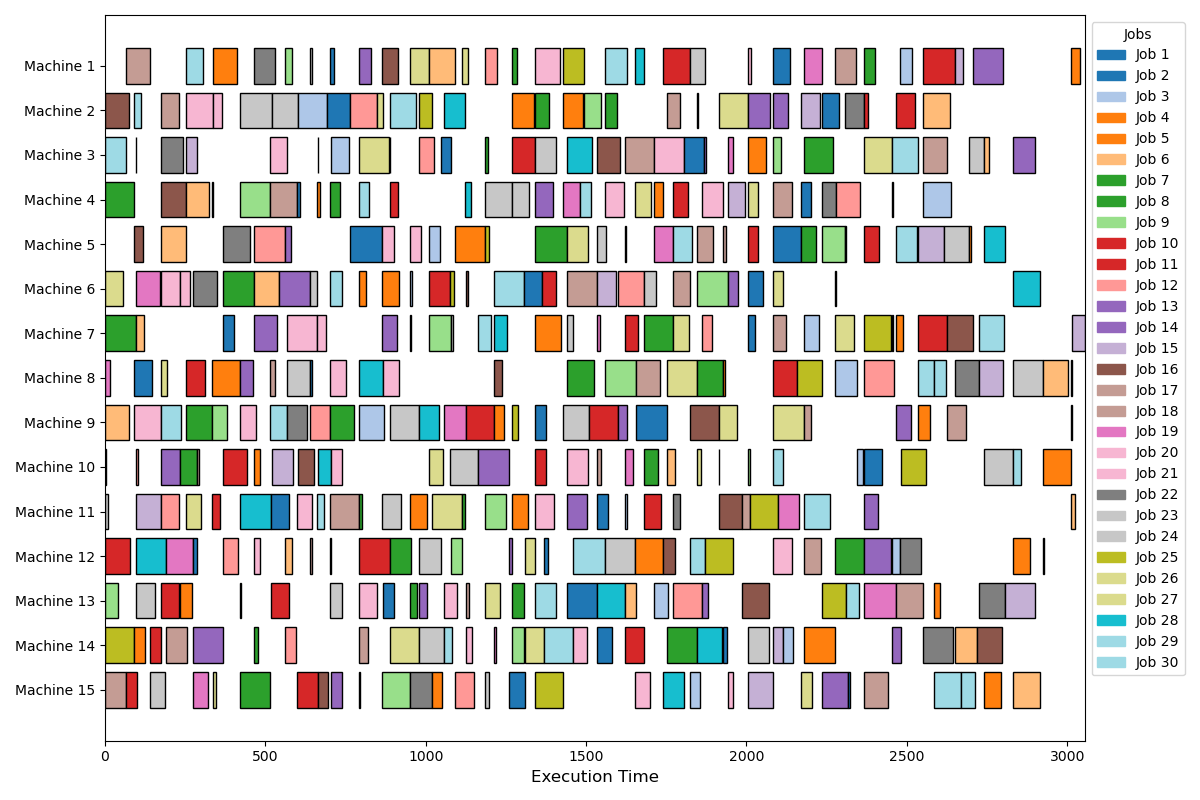 Machine 1
Machine 2
Machine 3
Machine 4
Machine 5
Machine 6
Machine 7
Machine 8
Machine 9
Machine 10
Machine 11
Machine 12
Machine 13
Machine 14
Machine 15
0 500 1000 1500 2000 2500 3000
Execution Time
Jobs
Job 1
Job 2
Job 3
Job 4
Job 5
Job 6
Job 7
Job 8
Job 9
Job 10
Job 11
Job 12
Job 13
Job 14
Job 15
Job 16
Job 17
Job 18
Job 19
Job 20
Job 21
Job 22
Job 23
Job 24
Job 25
Job 26
Job 27
Job 28
Job 29
Job 30